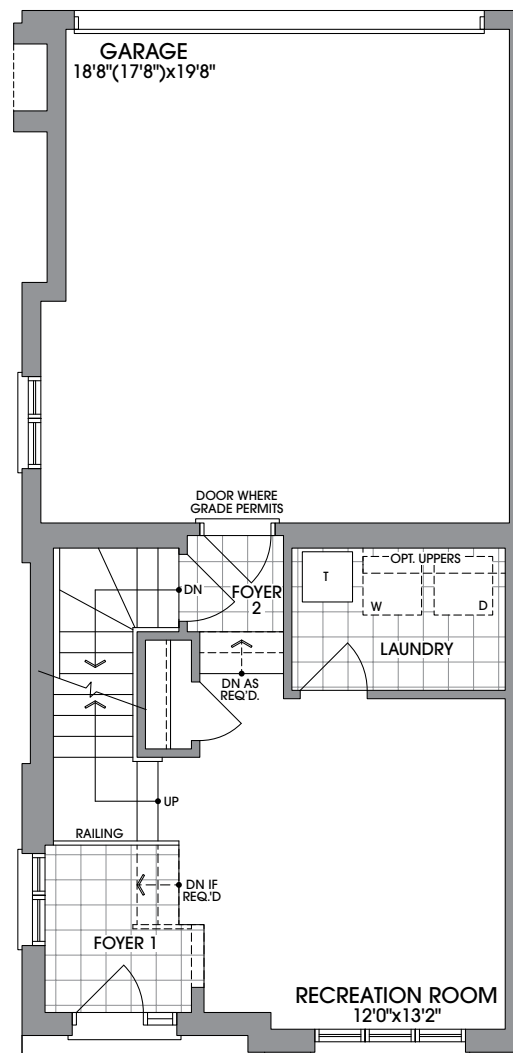 GARAGE
18'8"(17'8")x19'8"
DOOR WHERE
GRADE PERMITS
DN
FOYER
2
T
OPT. UPPERS
W
D
LAUNDRY
DN AS
REQ'D.
UP
RAILING
DN IF
REQ.'D
FOYER 1
RECREATION ROOM
12'0"x13'2"